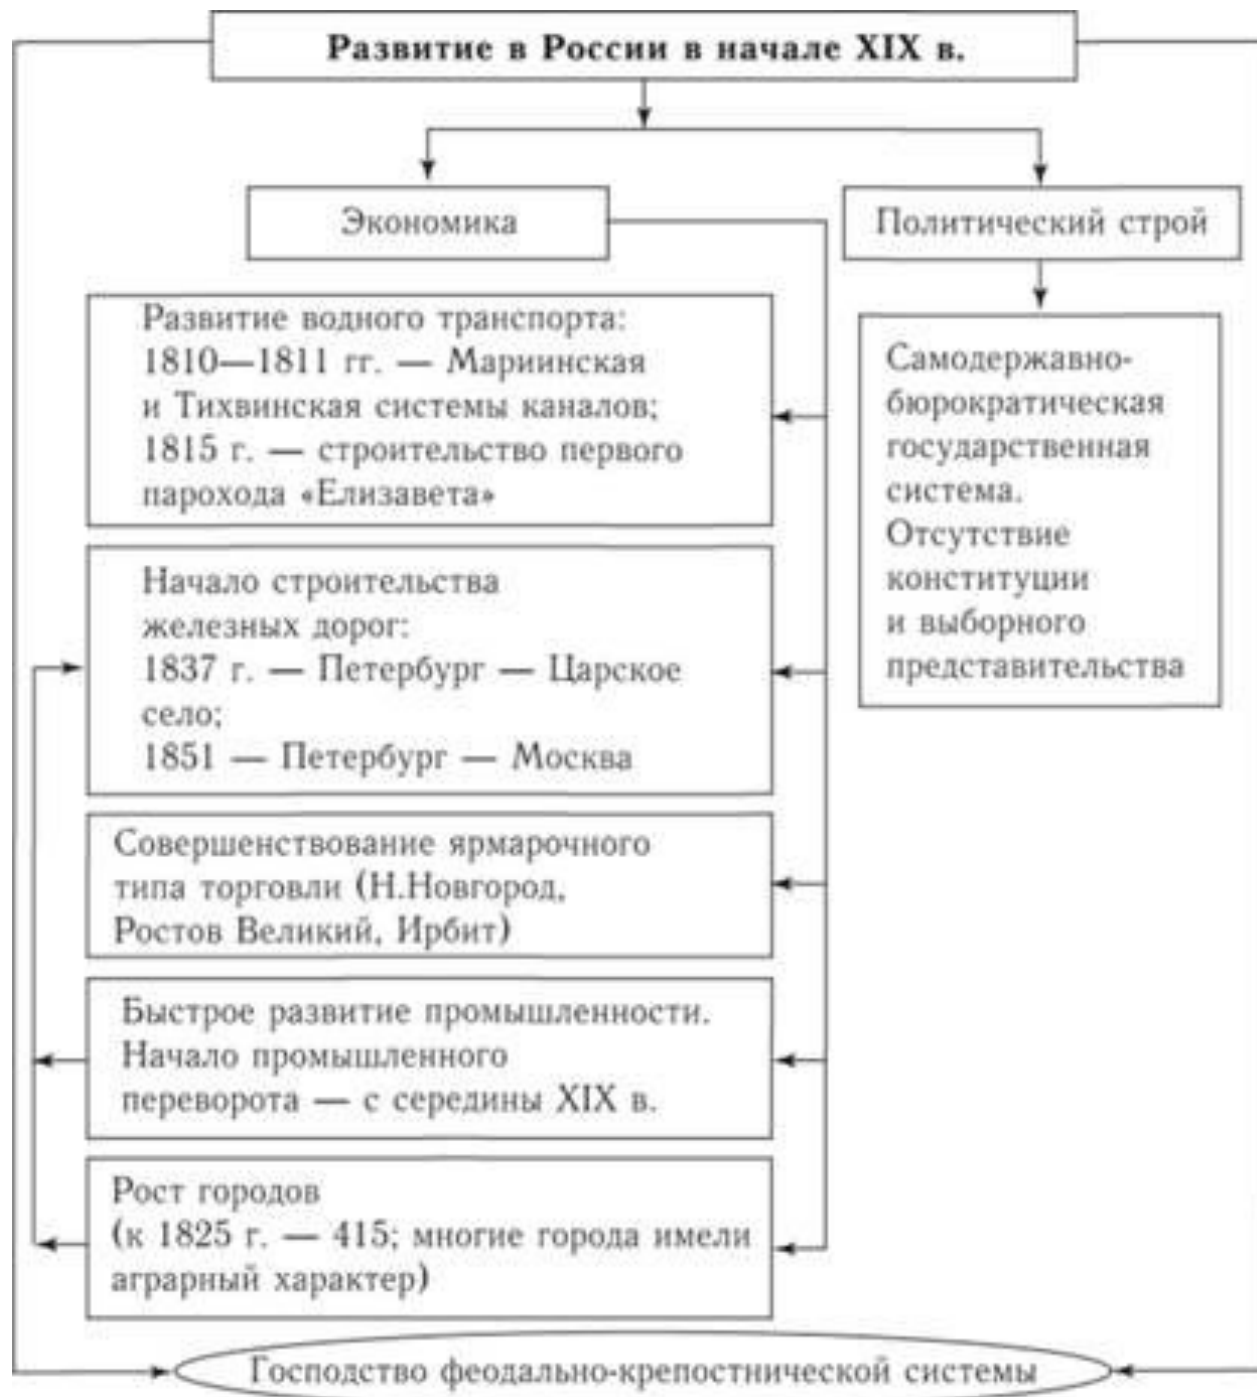 Развитие в России в начале XIX в.
Экономика
Политический строй
Развитие водного транспорта:
1810—1811 гг. — Мариинская
и Тихвинская системы каналов;
1815 г. — строительство первого
парохода «Елизавета»
Самодержавно-
бюрократическая
государственная
система.
Отсутствие
конституции
и выборного
представительства
Начало строительства
железных дорог:
1837 г. — Петербург — Царское
село;
1851 — Петербург — Москва
Совершенствование ярмарочного
типа торговли (Н.Новгород,
Ростов Великий, Ирбит)
Быстрое развитие промышленности.
Начало промышленного
переворота — с середины XIX в.
Рост городов
(к 1825 г. — 415; многие города имели
аграрный характер)
Господство феодально-крепостнической системы